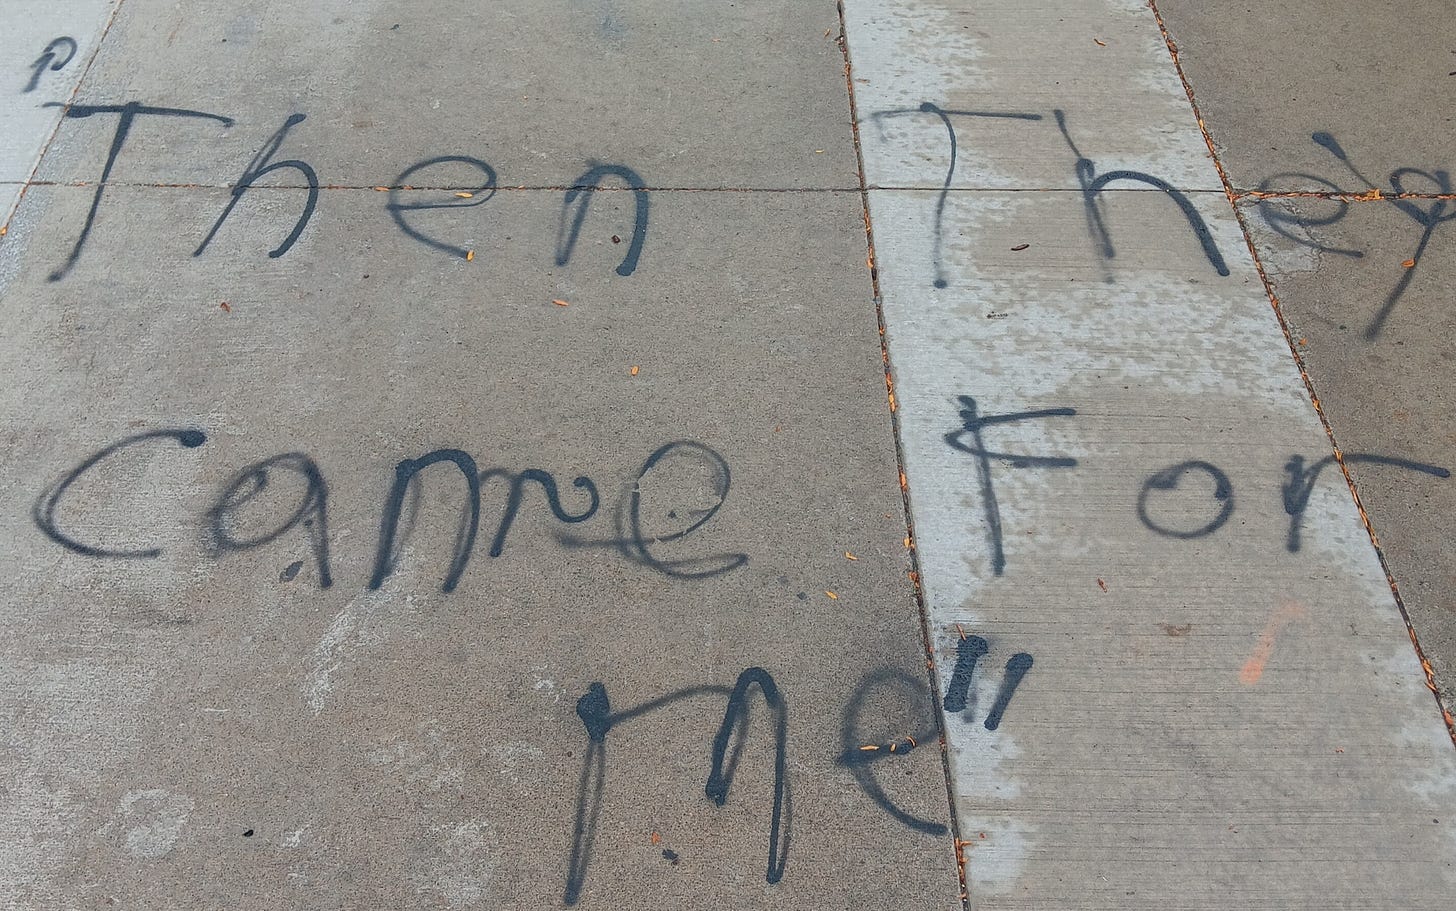 "Then They
came For
me"